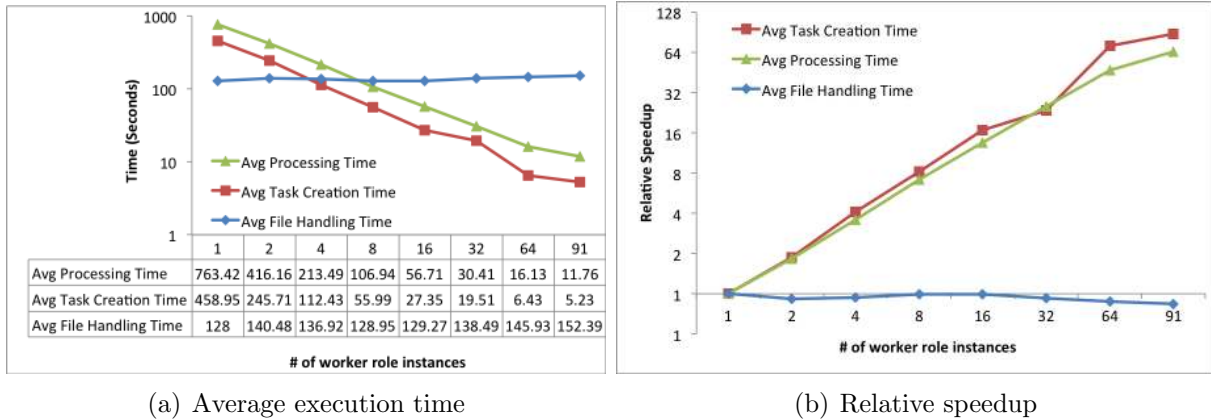 1000
100
10
1
Time (Seconds)
Avg Processing Time
Avg Task Creation Time
Avg File Handling Time
1 2 4 8 16 32 64 91
Avg Processing Time 763.42 416.16 213.49 106.94 56.71 30.41 16.13 11.76
Avg Task Creation Time 458.95 245.71 112.43 55.99 27.35 19.51 6.43 5.23
Avg File Handling Time 128 140.48 136.92 128.95 129.27 138.49 145.93 152.39
# of worker role instances
(a) Average execution time
128
64
32
16
8
4
2
1
1
Relative Speedup
Avg Task Creation Time
Avg Processing Time
Avg File Handling Time
1 2 4 8 16 32 64 91
# of worker role instances
(b) Relative speedup